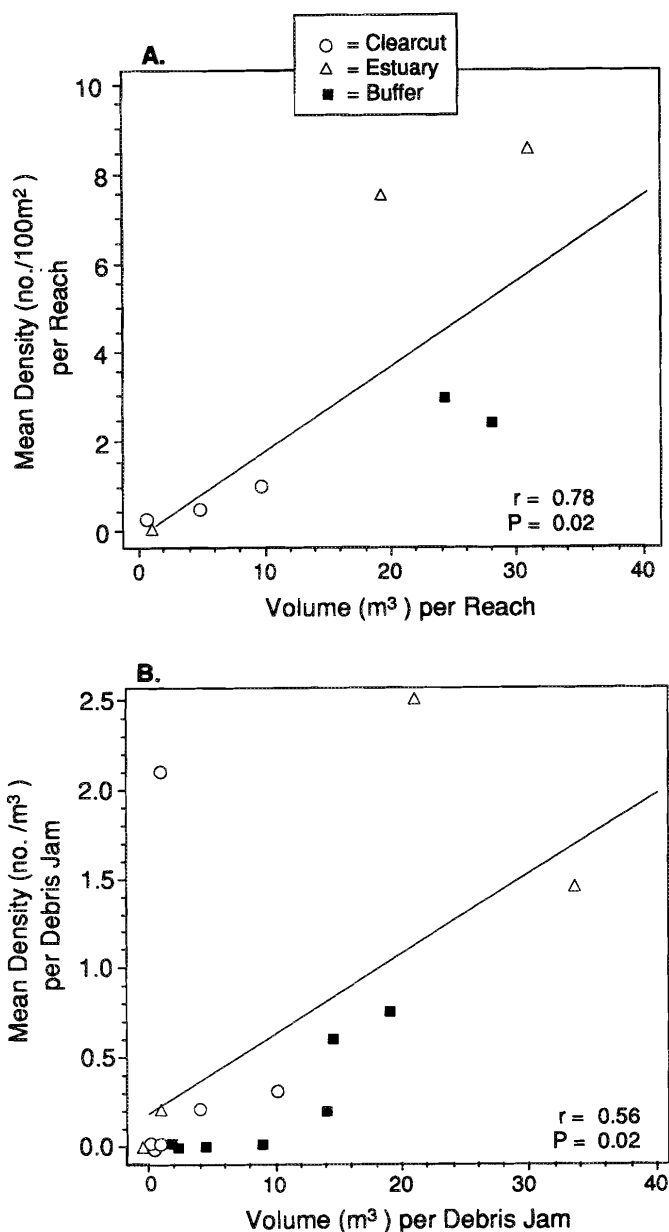 A.
○ = Clearcut
△ = Estuary
■ = Buffer
10
8
6
4
2
0
Mean Density (no./100m²)
per Reach
r = 0.78
P = 0.02
0 10 20 30 40
Volume (m³ ) per Reach
B.
2.5
2.0
1.5
1.0
0.5
0.0
Mean Density (no. /m³ )
per Debris Jam
r = 0.56
P = 0.02
0 10 20 30 40
Volume (m³ ) per Debris Jam